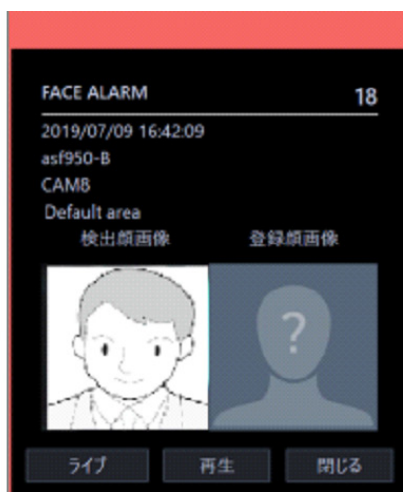 FACE ALARM 18
2019/07/09 16:42:09
asf950-B
CAM8
Default area
検出顔画像 登録顔画像
?
ライブ 再生 閉じる